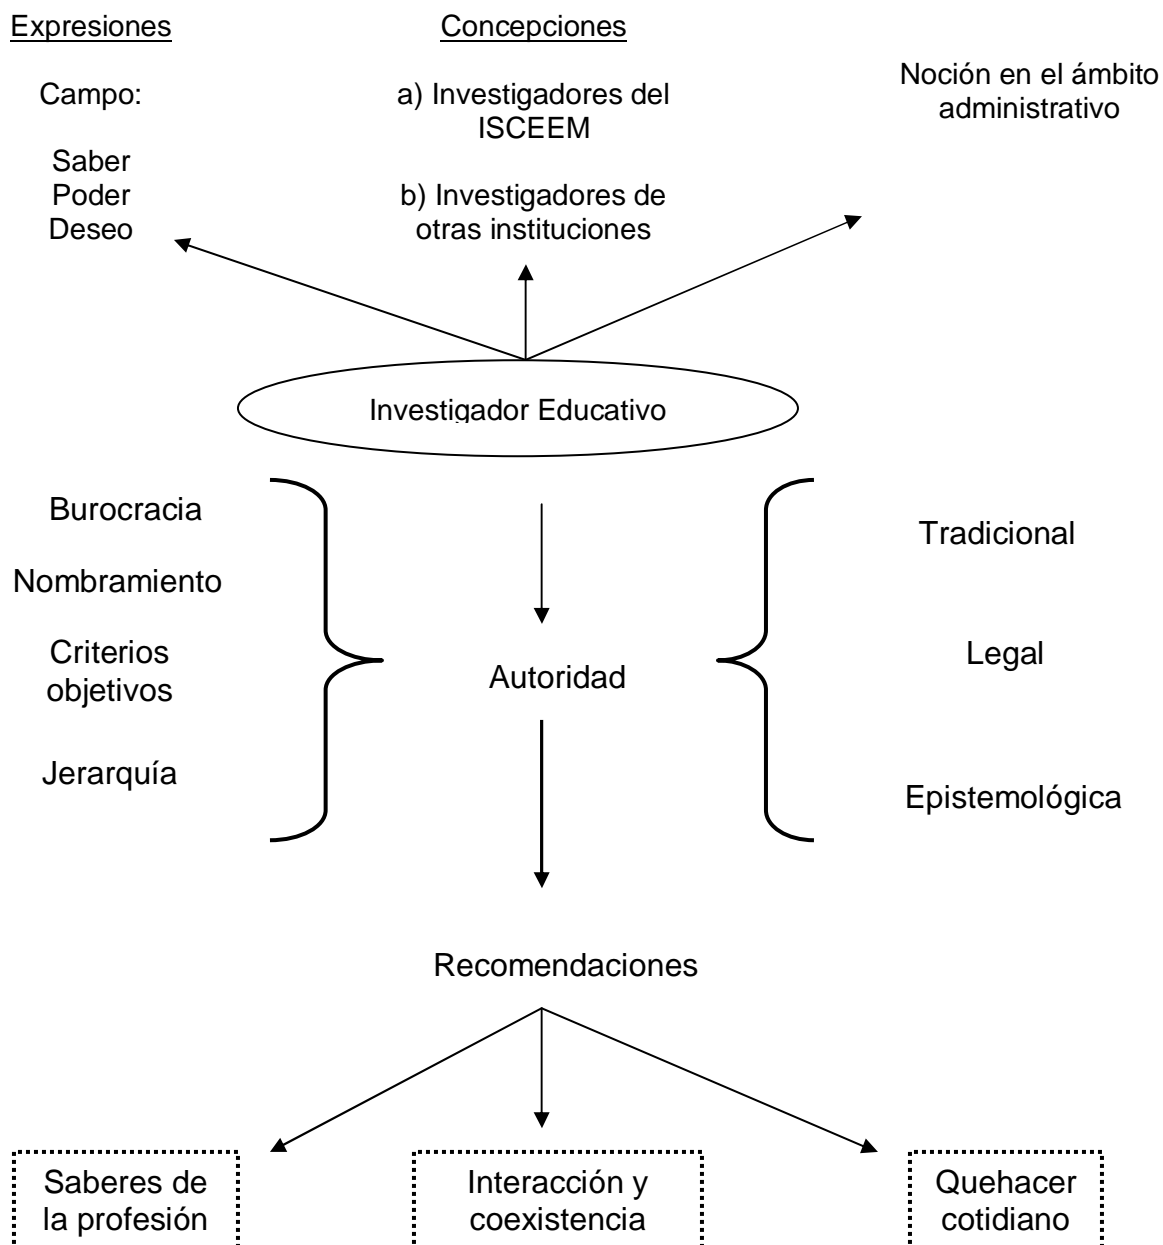 Expresiones
Concepciones
Noción en el ámbito
administrativo
Campo:
a) Investigadores del
ISCEEM
Saber
Poder
Deseo
b) Investigadores de
otras instituciones
Investigador Educativo
Burocracia
Nombramiento
Criterios
objetivos
Jerarquía
Autoridad
Tradicional
Legal
Epistemológica
Recomendaciones
Saberes de
la profesión
Interacción y
coexistencia
Quehacer
cotidiano